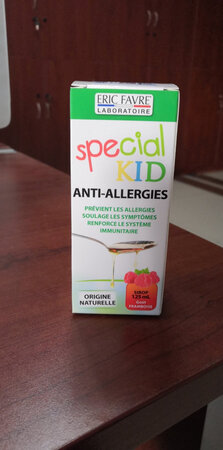 ERIC FAVRE
LABORATOIRE
special
KID
ANTI-ALLERGIES
PRÉVIENT LES ALLERGIES
SOULAGE LES SYMPTÔMES
RENFORCE LE SYSTÈME
IMMUNITAIRE
ORIGINE
NATURELLE
SIROP
125 mL
Goût
FRAMBOISE